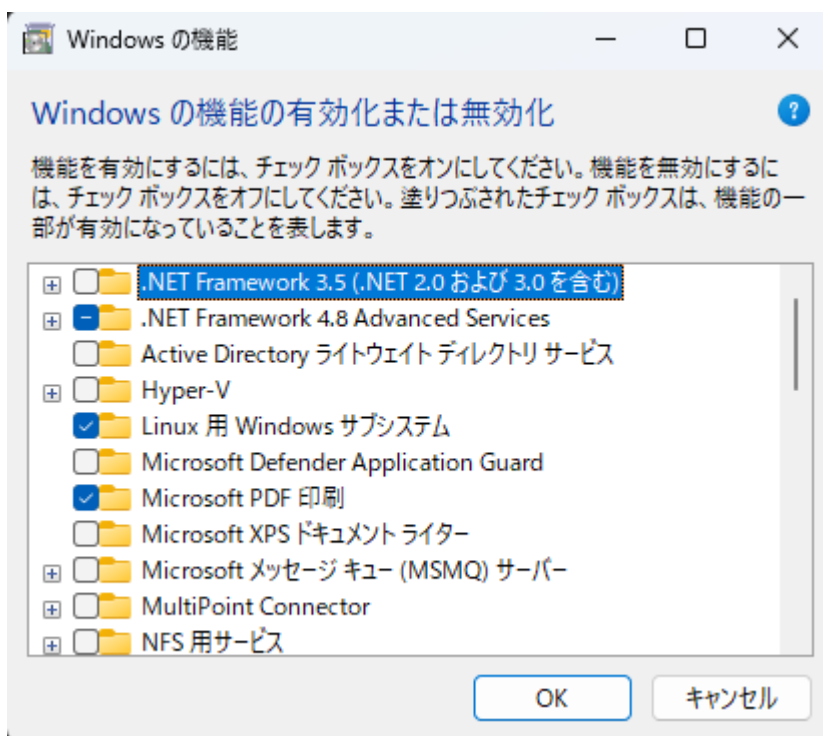 Windows の機能
Windows の機能の有効化または無効化
機能を有効にするには、チェック ボックスをオンにしてください。機能を無効にするに
は、チェック ボックスをオフにしてください。塗りつぶされたチェック ボックスは、機能の一
部が有効になっていることを表します。
.NET Framework 3.5 (.NET 2.0 および 3.0 を含む)
.NET Framework 4.8 Advanced Services
Active Directory ライトウェイト ディレクトリ サービス
Hyper-V
Linux 用 Windows サブシステム
Microsoft Defender Application Guard
Microsoft PDF 印刷
Microsoft XPS ドキュメント ライター
Microsoft メッセージ キュー (MSMQ) サーバー
MultiPoint Connector
NFS 用サービス
OK
キャンセル